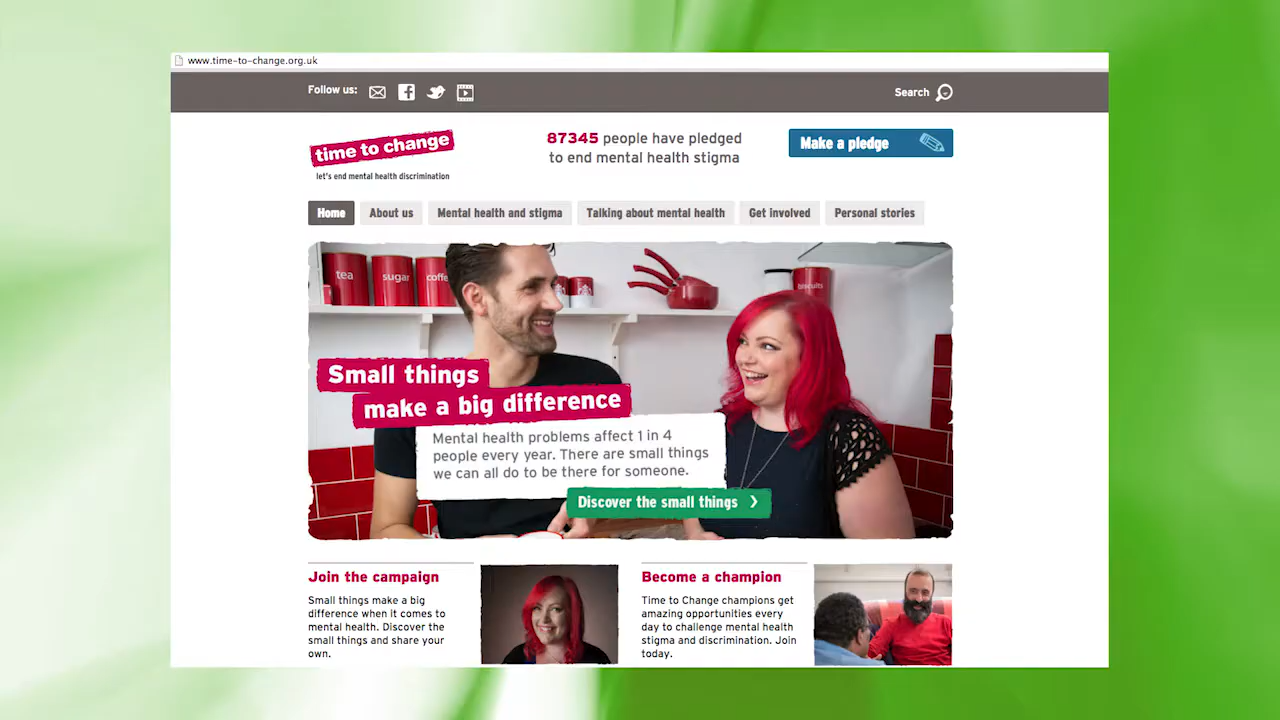 www.time-to-change.org.uk
Follow us:
Search
time to change
let's end mental health discrimination
87345 people have pledged
to end mental health stigma
Make a pledge
Home
About us
Mental health and stigma
Talking about mental health
Get involved
Personal stories
tea
sugar
coffe
biscuits
Small things
make a big difference
Mental health problems affect 1 in 4
people every year. There are small things
we can all do to be there for someone.
Discover the small things
Join the campaign
Small things make a big
difference when it comes to
mental health. Discover the
small things and share your
own.
Become a champion
Time to Change champions get
amazing opportunities every
day to challenge mental health
stigma and discrimination. Join
today.